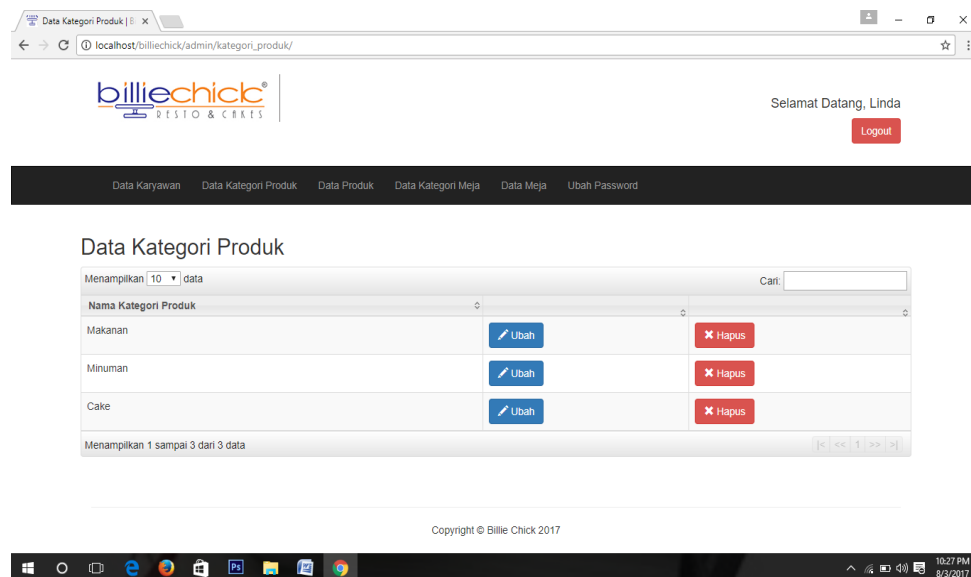 Data Kategori Produk | B
localhost/billiechick/admin/kategori_produk/
billiechick®
RESTO & CAKES
Selamat Datang, Linda
Logout
Data Karyawan Data Kategori Produk Data Produk Data Kategori Meja Data Meja Ubah Password
Data Kategori Produk
Menampilkan 10 data Cari:
Nama Kategori Produk
Makanan Ubah Hapus
Minuman Ubah Hapus
Cake Ubah Hapus
Menampilkan 1 sampai 3 dari 3 data |< << 1 >> >|
Copyright © Billie Chick 2017
Ps
10:27 PM
8/3/2017